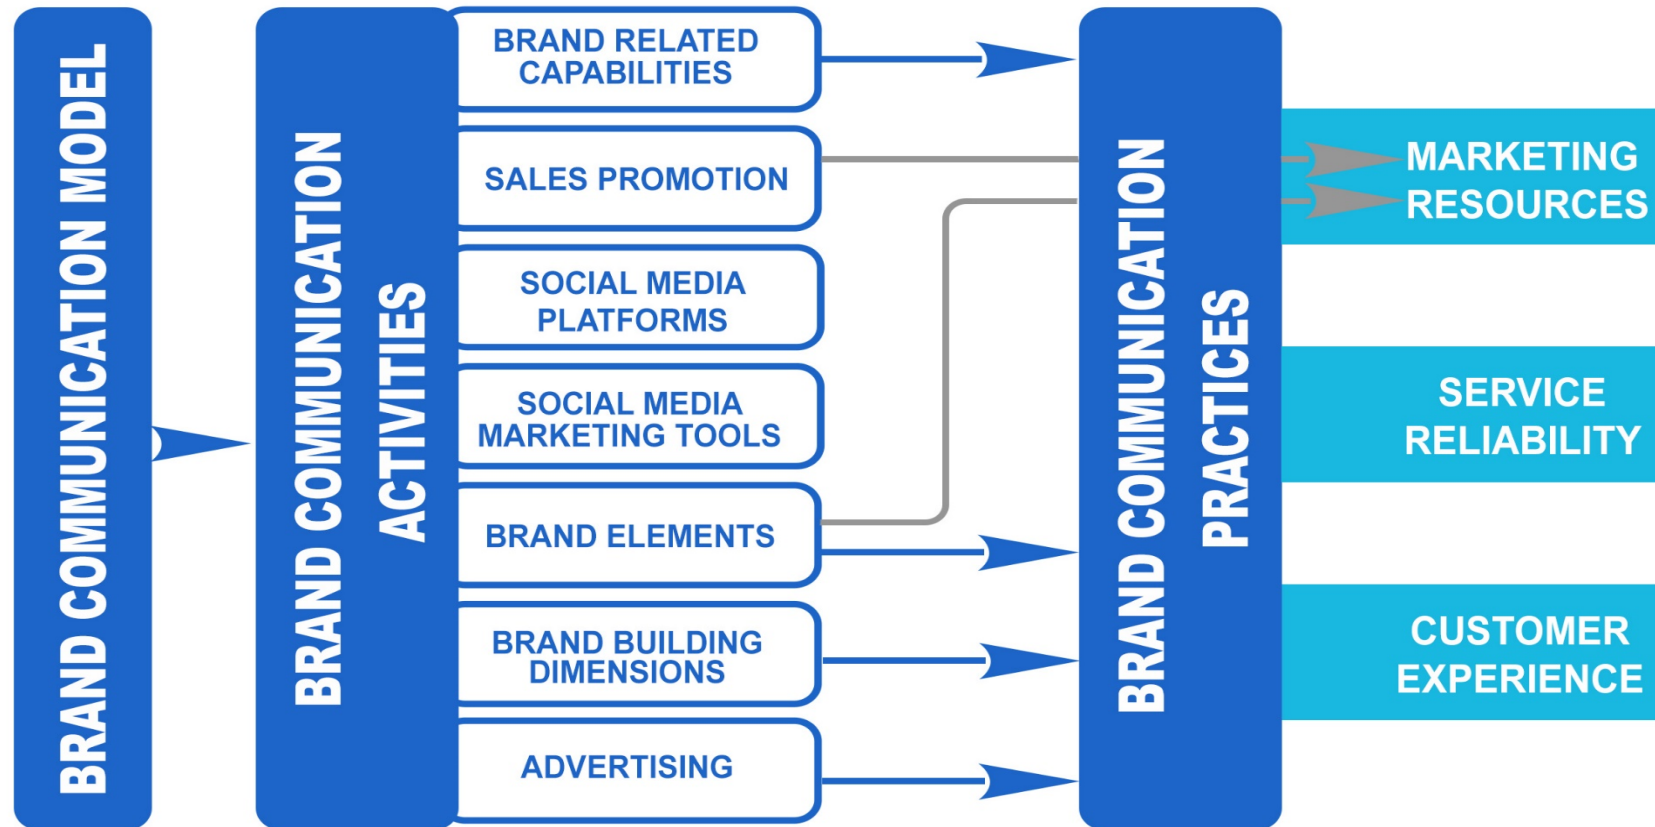 BRAND COMMUNICATION MODEL
BRAND COMMUNICATION
ACTIVITIES
BRAND RELATED
CAPABILITIES
SALES PROMOTION
SOCIAL MEDIA
PLATFORMS
SOCIAL MEDIA
MARKETING TOOLS
BRAND ELEMENTS
BRAND BUILDING
DIMENSIONS
ADVERTISING
BRAND COMMUNICATION
PRACTICES
MARKETING
RESOURCES
SERVICE
RELIABILITY
CUSTOMER
EXPERIENCE